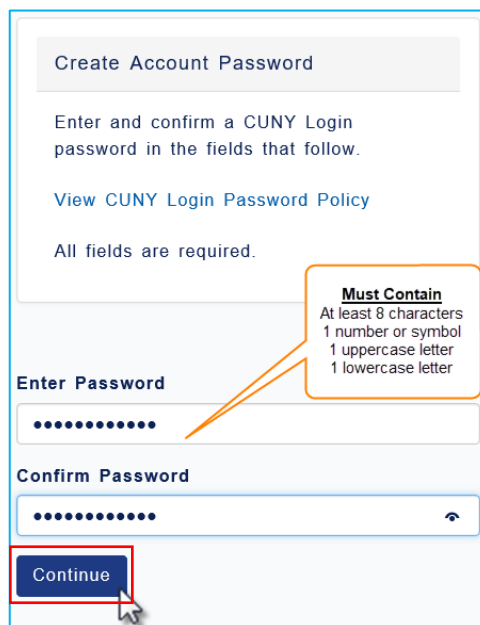 Create Account Password
Enter and confirm a CUNY Login
password in the fields that follow.
View CUNY Login Password Policy
All fields are required.
Must Contain
At least 8 characters
1 number or symbol
1 uppercase letter
1 lowercase letter
Enter Password
••••••••••••
Confirm Password
••••••••••••
Continue